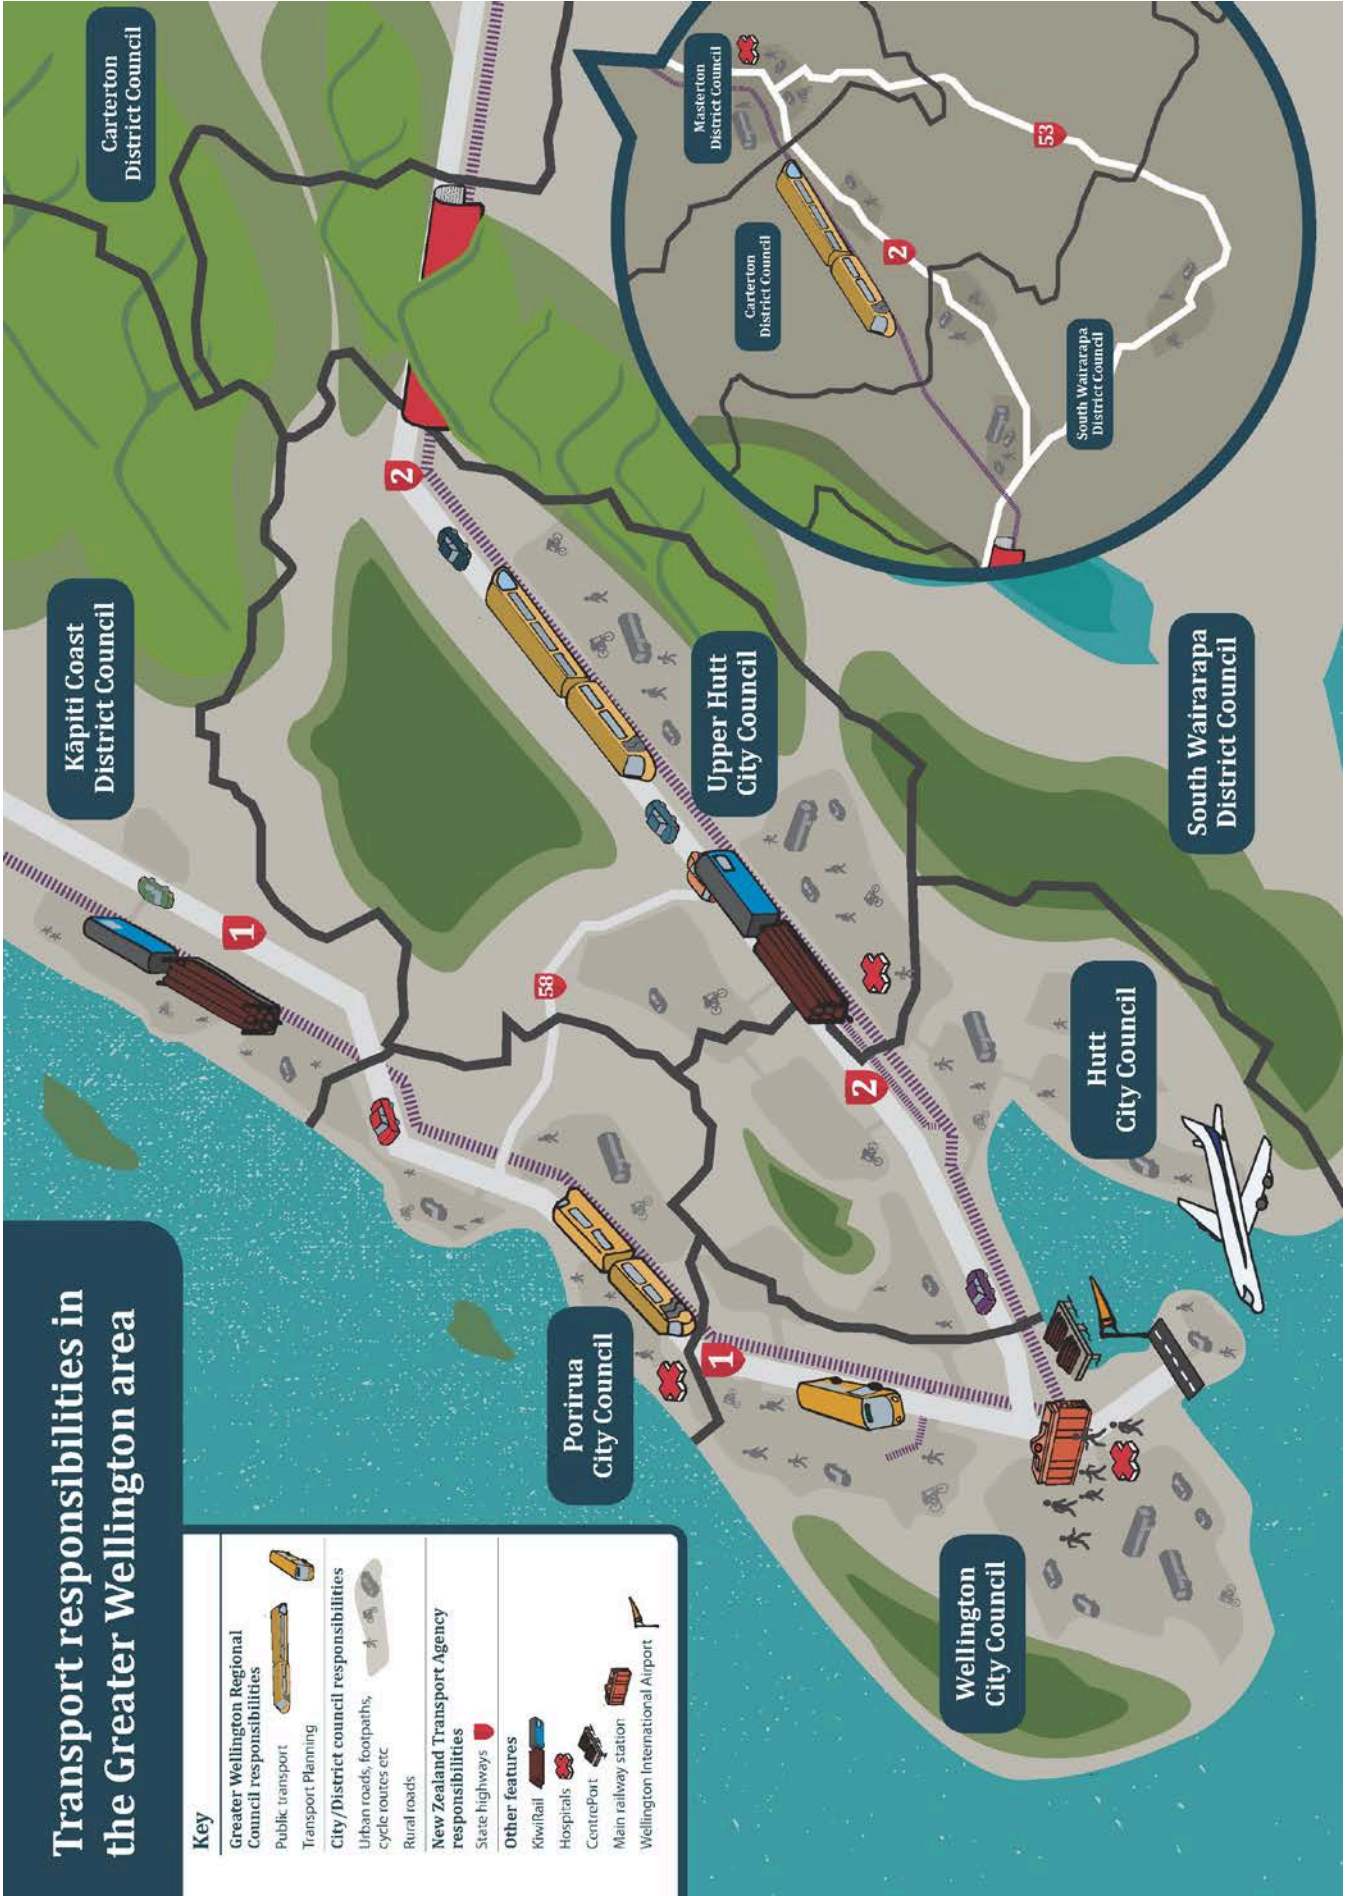 Transport responsibilities in
the Greater Wellington area
Key
Greater Wellington Regional
Council responsibilities
Public transport
Transport Planning
City/District council responsibilities
Urban roads, footpaths,
cycle routes etc
Rural roads
New Zealand Transport Agency
responsibilities
State highways
Other features
KiwiRail
Hospitals
CentrePort
Main railway station
Wellington International Airport
Kāpiti Coast
District Council
Carterton
District Council
1
2
58
Porirua
City Council
Upper Hutt
City Council
1
2
Wellington
City Council
Hutt
City Council
South Wairarapa
District Council
Masterton
District Council
Carterton
District Council
2
53
South Wairarapa
District Council